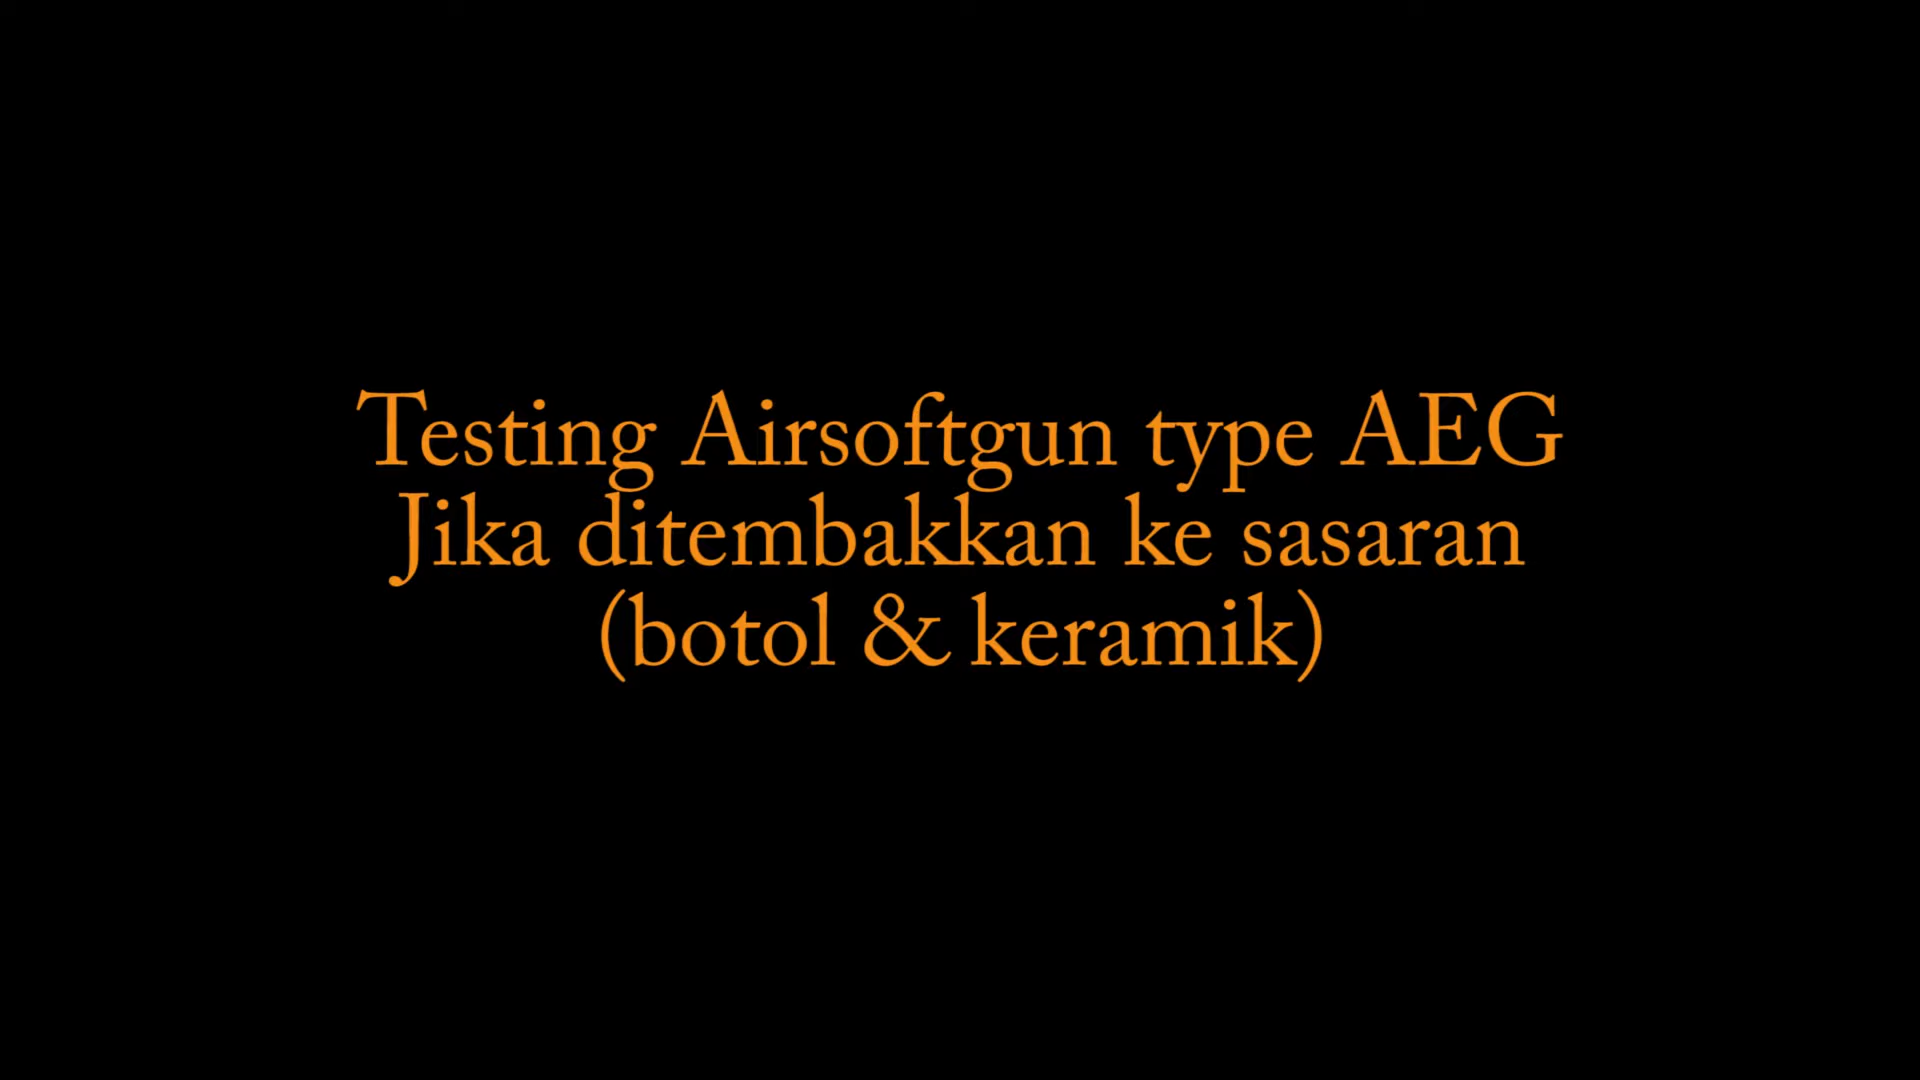 Testing Airsoftgun type AEG
Jika ditembakkan ke sasaran
(botol & keramik)